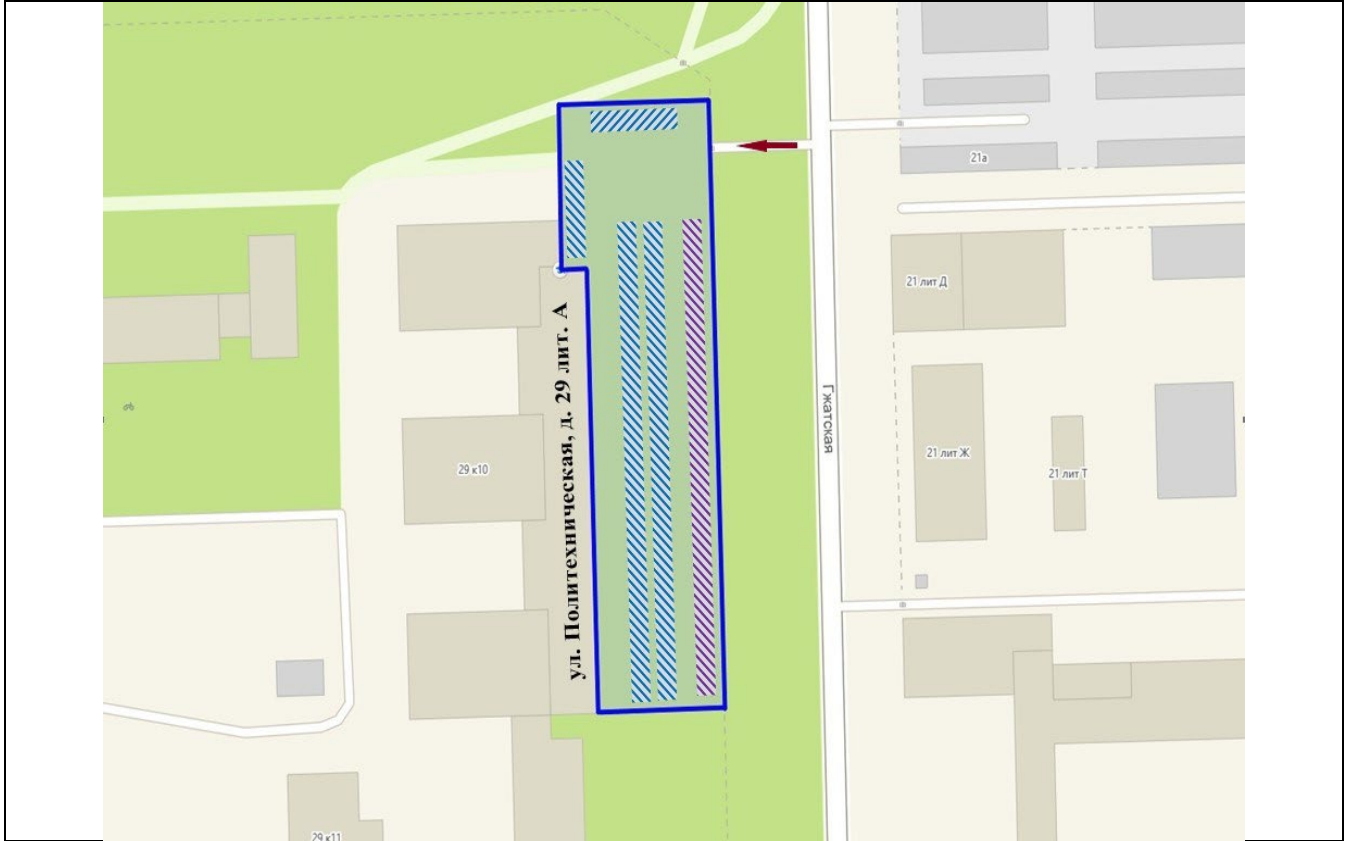 21а
21 лит Д
ул. Политехническая, д. 29 лит. А
Гжатская
29 к10
21 лит Ж
21 лит Т
29 к11